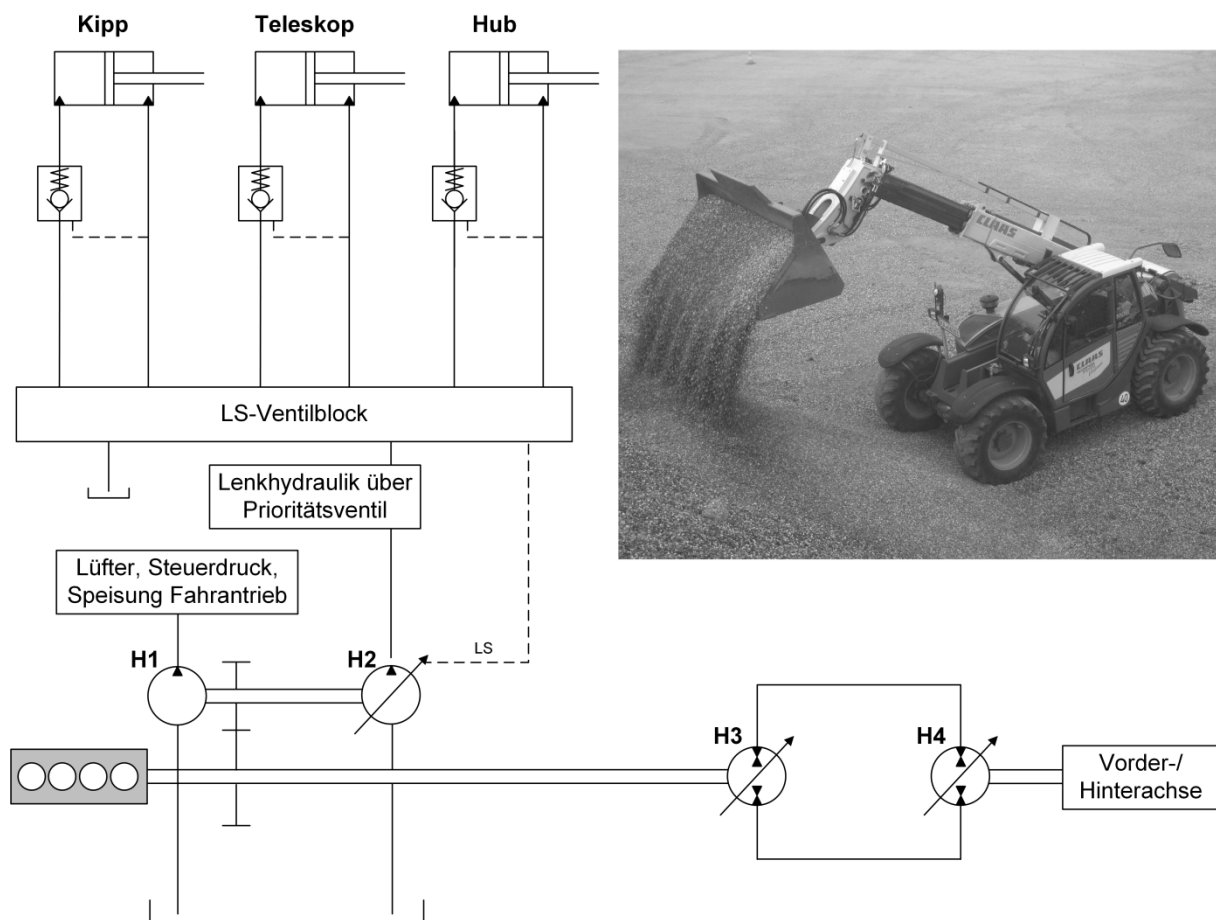 Kipp
Teleskop
Hub
CLAAS
CLAAS
40
LS-Ventilblock
Lenkhydraulik über
Prioritätsventil
Lüfter, Steuerdruck,
Speisung Fahrantrieb
LS
H1
H2
H3
H4
Vorder-/
Hinterachse